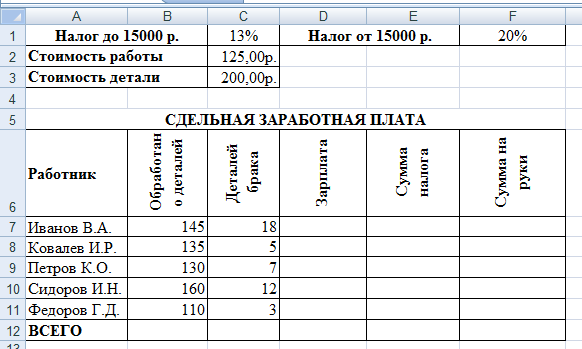 A B C D E F
1 Налог до 15000 р. 13% Налог от 15000 р. 20%
2 Стоимость работы 125,00р.
3 Стоимость детали 200,00р.
4
5 СДЕЛЬНАЯ ЗАРАБОТНАЯ ПЛАТА
6 Работник Обработан
о деталей Деталей
брака Зарплата Сумма
налога Сумма на
руки
7 Иванов В.А. 145 18
8 Ковалев И.Р. 135 5
9 Петров К.О. 130 7
10 Сидоров И.Н. 160 12
11 Федоров Г.Д. 110 3
12 ВСЕГО